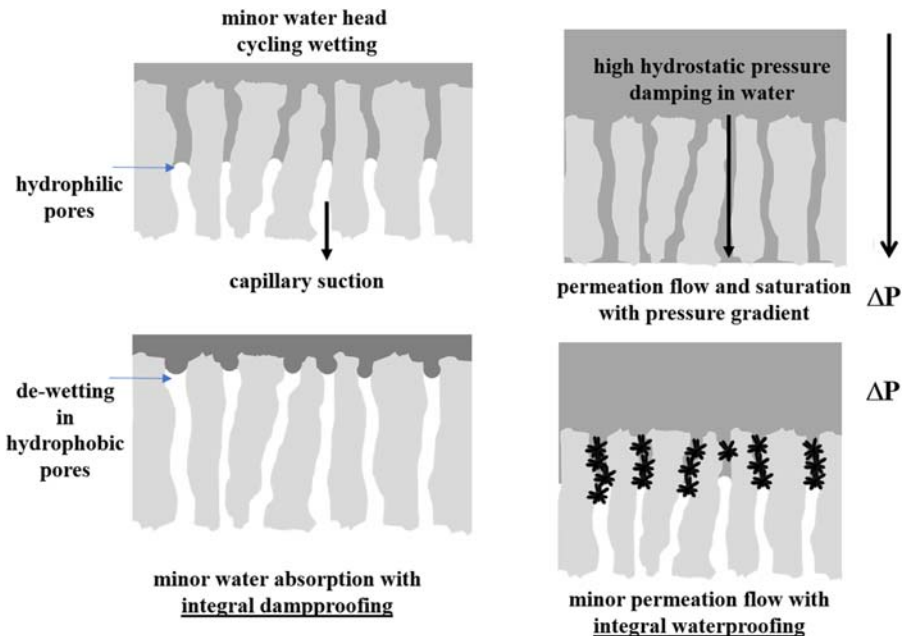 minor water head
cycling wetting
hydrophilic
pores
capillary suction
high hydrostatic pressure
damping in water
permeation flow and saturation
with pressure gradient
ΔP
de-wetting
in
hydrophobic
pores
minor water absorption with
integral dampproofing
ΔP
minor permeation flow with
integral waterproofing